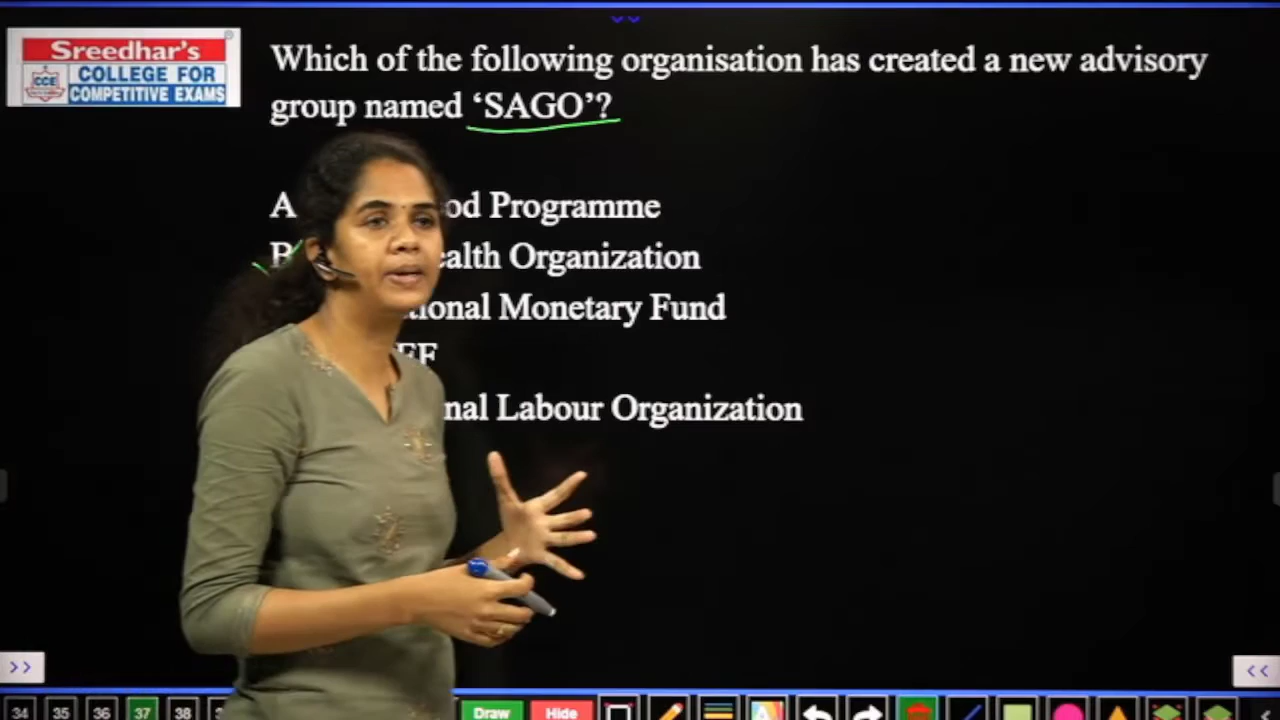 Sreedhar's
CCE
COLLEGE FOR
COMPETITIVE EXAMS
®
Which of the following organisation has created a new advisory
group named ‘SAGO’?
A
od Programme
B
ealth Organization
tional Monetary Fund
EF
nal Labour Organization
>>
<<
34 35 36 37 38
Draw Hide